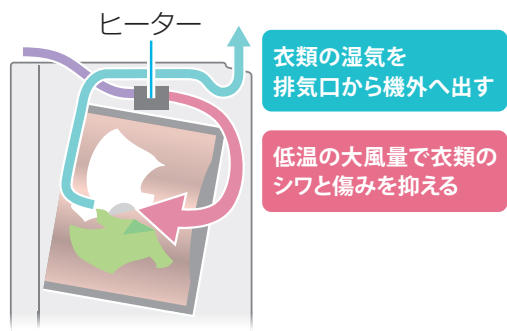 ヒーター
衣類の湿気を
排気口から機外へ出す
低温の大風量で衣類の
シワと傷みを抑える